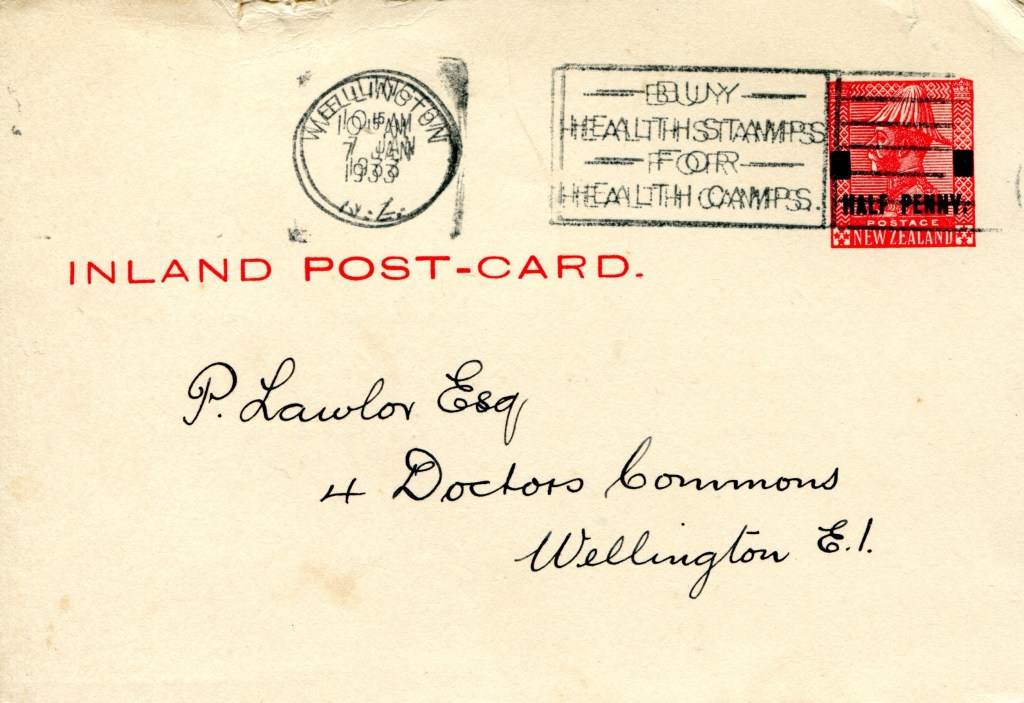 WELLINGTON
10 15 AM
7 JAN
1933
N.Z.
BUY
HEALTH STAMPS
FOR
HEALTH CAMPS.
HALF PENNY.
POSTAGE
NEW ZEALAND
INLAND POST-CARD.
P. Lawlor Esq
4 Doctors Commons
Wellington E.1.